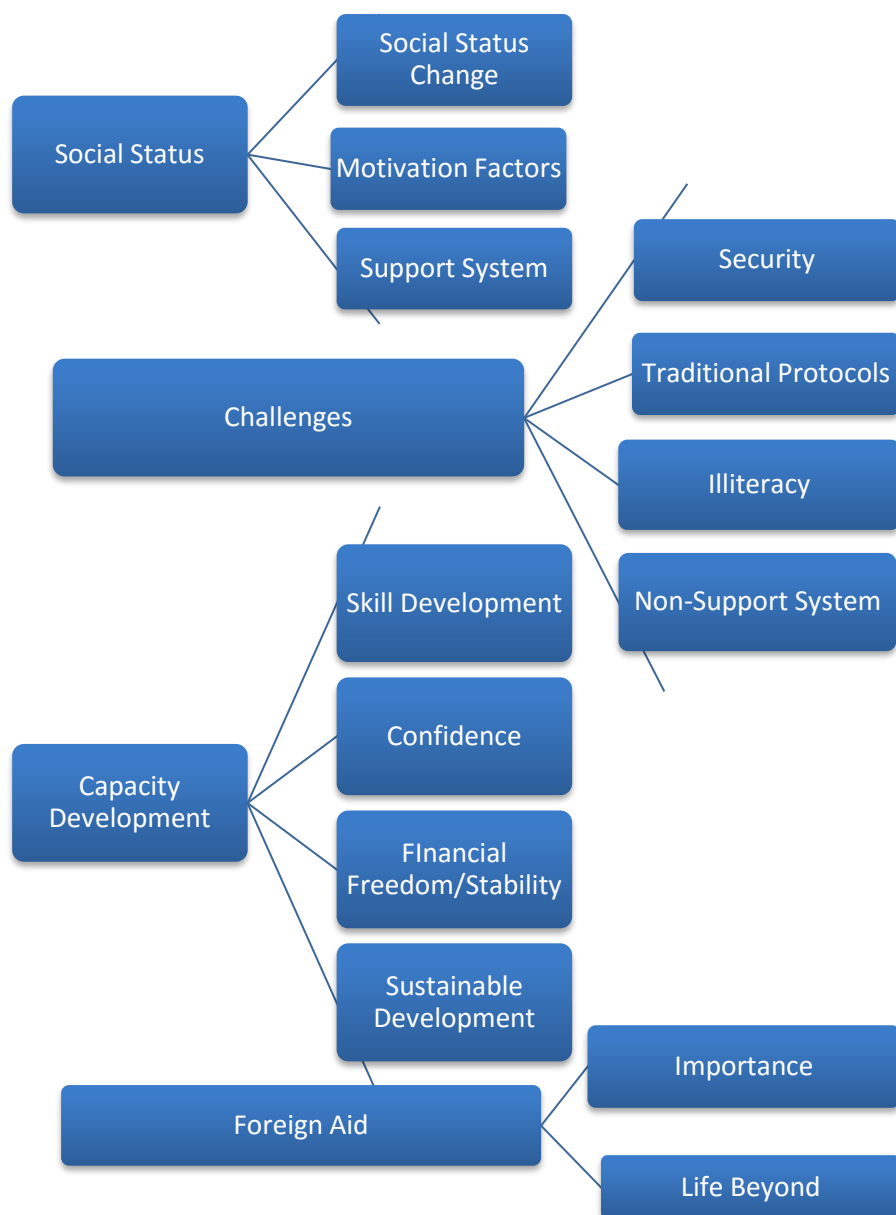 Social Status
Social Status
Change
Motivation Factors
Support System
Challenges
Security
Traditional Protocols
Illiteracy
Non-Support System
Capacity
Development
Skill Development
Confidence
FInancial
Freedom/Stability
Sustainable
Development
Foreign Aid
Importance
Life Beyond